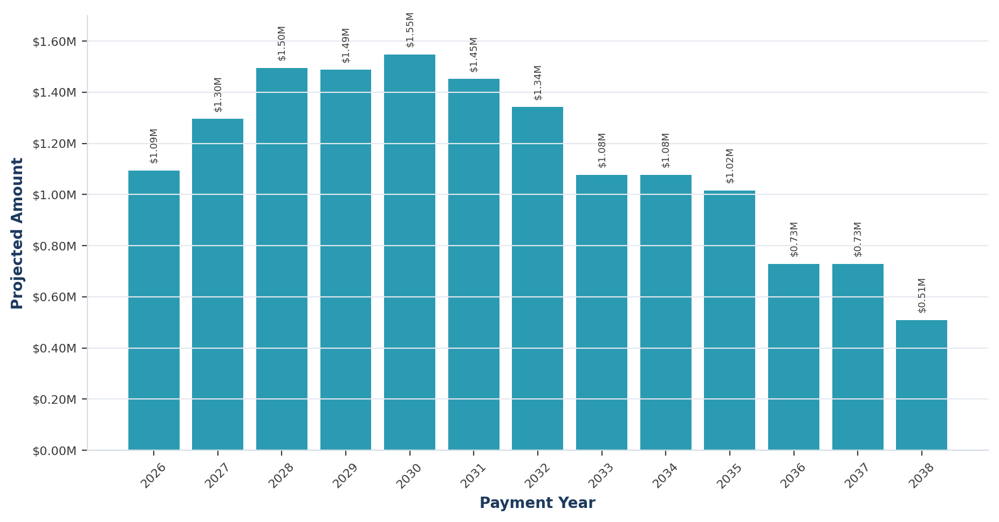 Projected Amount
$1.60M
$1.40M
$1.20M
$1.00M
$0.80M
$0.60M
$0.40M
$0.20M
$0.00M
$1.09M
$1.30M
$1.50M
$1.49M
$1.55M
$1.45M
$1.34M
$1.08M
$1.08M
$1.02M
$0.73M
$0.73M
$0.51M
2026
2027
2028
2029
2030
2031
2032
2033
2034
2035
2036
2037
2038
Payment Year